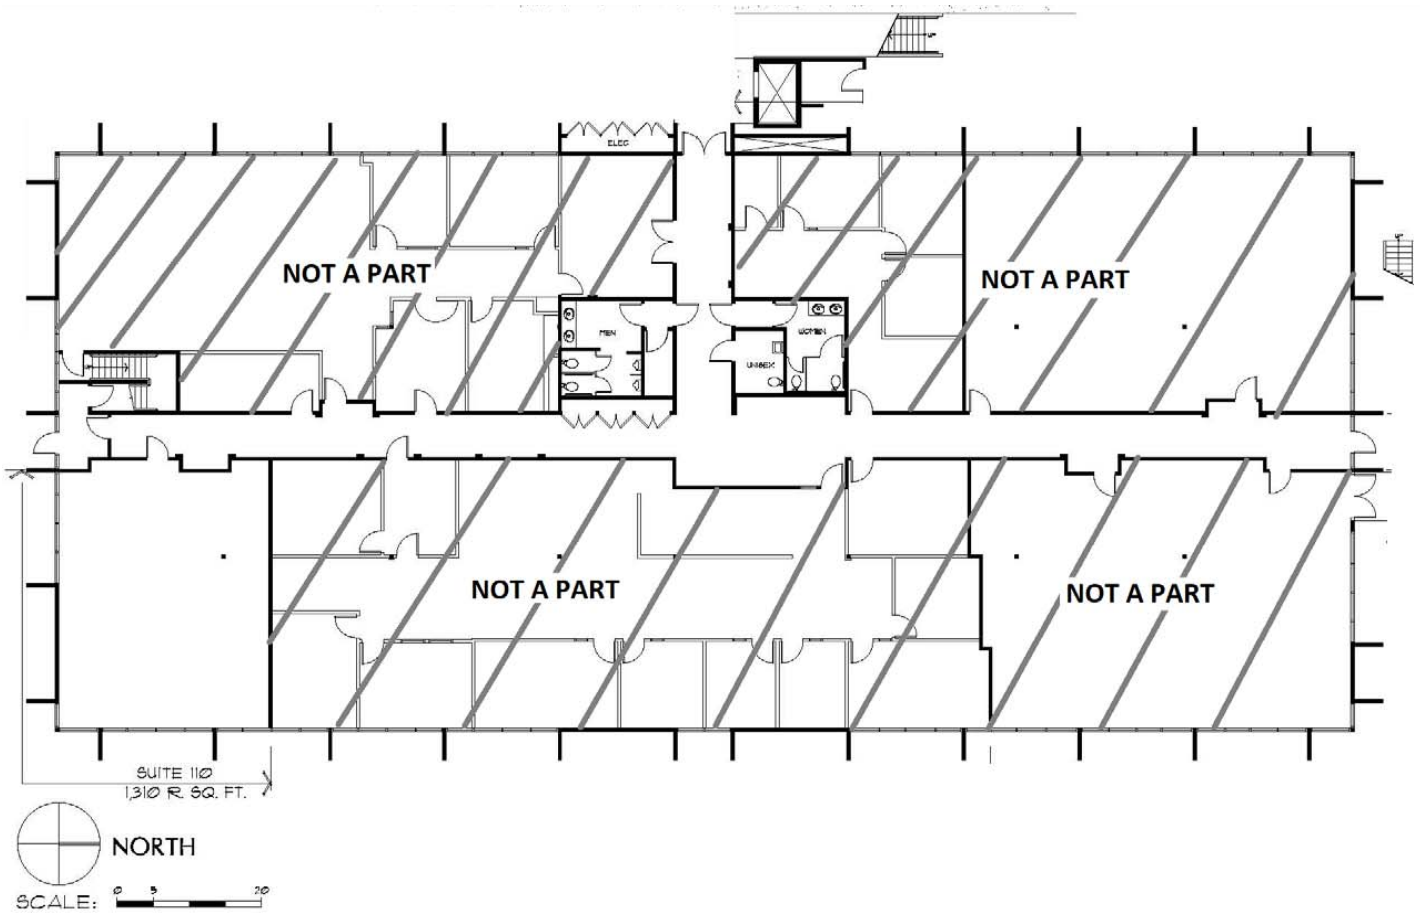 ELEC
NOT A PART
NOT A PART
MEN
WOMEN
UNISEX
NOT A PART
NOT A PART
SUITE 110
1,310 R. SQ. FT.
NORTH
SCALE: 0 5 20